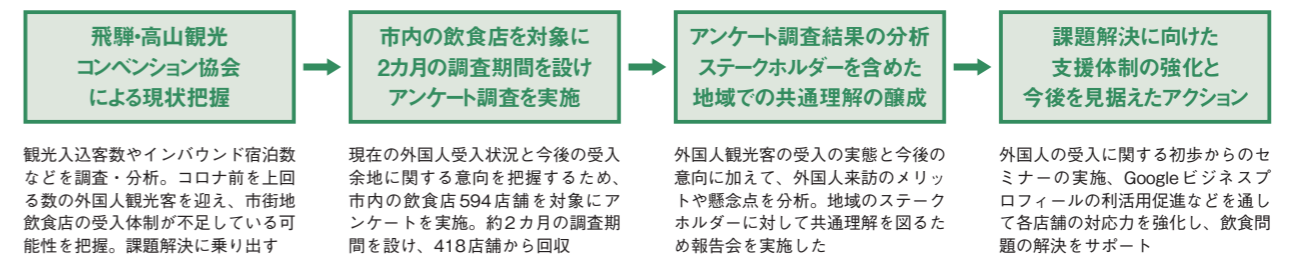 飛騨・高山観光
コンベンション協会
による現状把握
観光入込客数やインバウンド宿泊数
などを調査・分析。コロナ前を上回
る数の外国人観光客を迎え、市街地
飲食店の受入体制が不足している可
能性を把握。課題解決に乗り出す
市内の飲食店を対象に
2カ月の調査期間を設け
アンケート調査を実施
現在の外国人受入状況と今後の受入
余地に関する意向を把握するため、
市内の飲食店594店舗を対象にア
ンケートを実施。約2カ月の調査期
間を設け、418店舗から回収
アンケート調査結果の分析
ステークホルダーを含めた
地域での共通理解の醸成
外国人観光客の受入の実態と今後の
意向に加えて、外国人来訪のメリッ
トや懸念点を分析。地域のステーク
ホルダーに対して共通理解を図るた
め報告会を実施した
課題解決に向けた
支援体制の強化と
今後を見据えたアクション
外国人の受入に関する初歩からのセ
ミナーの実施、Googleビジネスプ
ロフィールの利活用促進などを通し
て各店舗の対応力を強化し、飲食問
題の解決をサポート